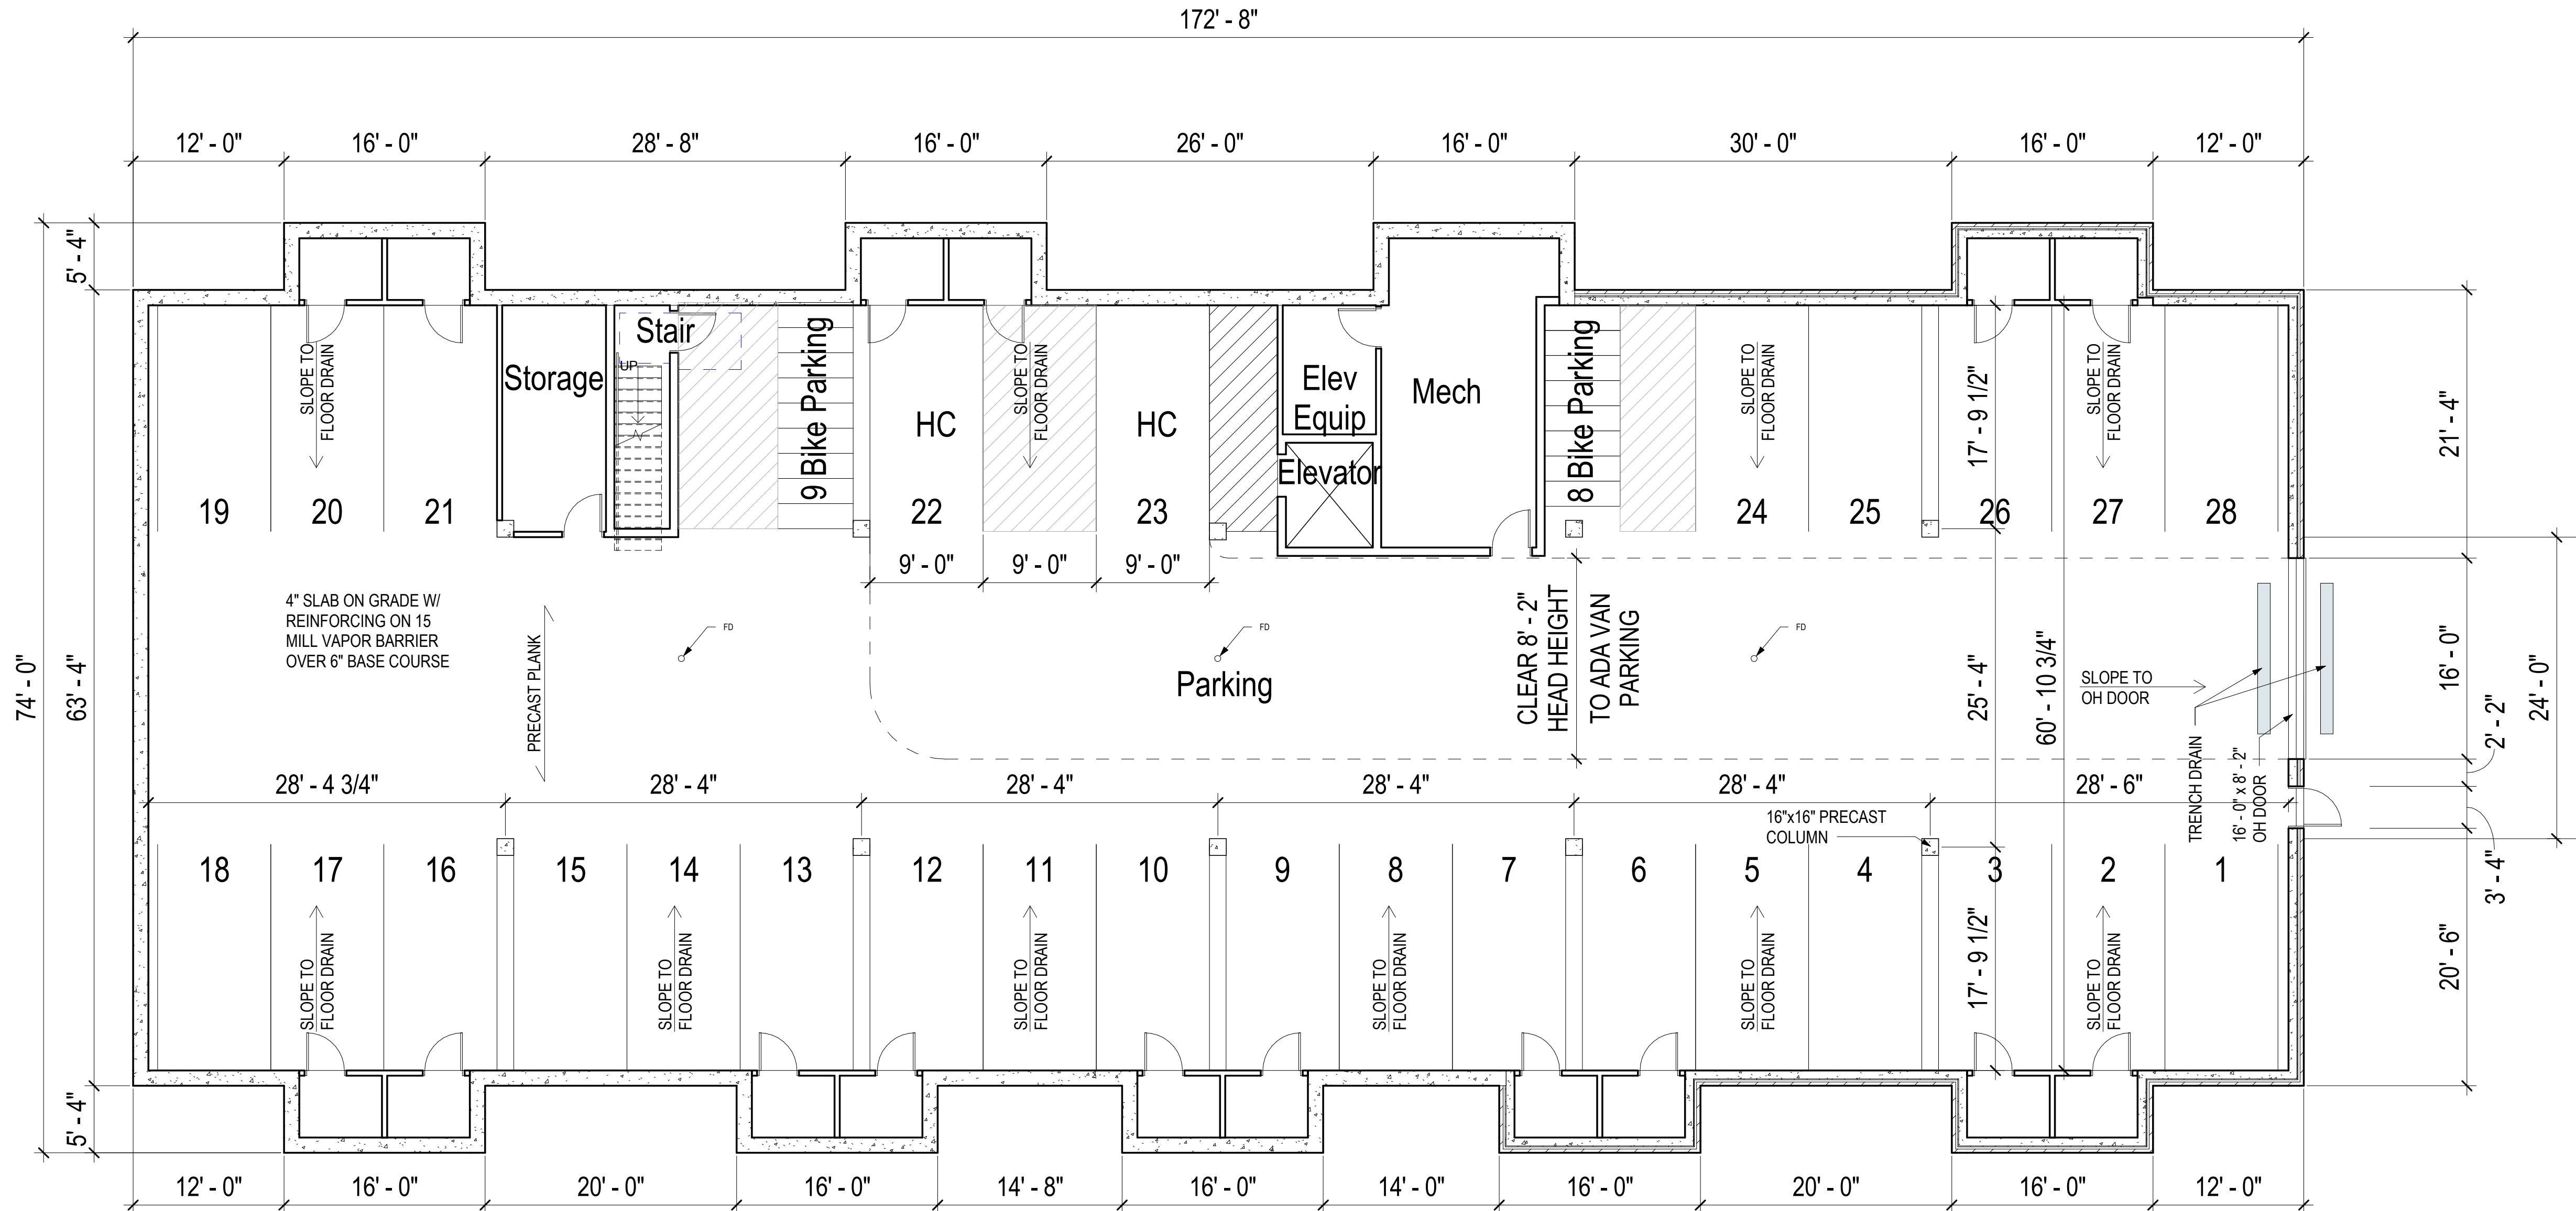 172' - 8"
12' - 0"
16' - 0"
28' - 8"
16' - 0"
26' - 0"
16' - 0"
30' - 0"
16' - 0"
12' - 0"
5' - 4"
74' - 0"
63' - 4"
5' - 4"
SLOPE TO
FLOOR DRAIN
Storage
Stair
UP
9 Bike Parking
HC
SLOPE TO
FLOOR DRAIN
HC
Elev
Equip
Elevator
Mech
8 Bike Parking
SLOPE TO
FLOOR DRAIN
17' - 9 1/2"
SLOPE TO
FLOOR DRAIN
21' - 4"
19
20
21
22
23
24
25
26
27
28
9' - 0"
9' - 0"
9' - 0"
4" SLAB ON GRADE W/
REINFORCING ON 15
MILL VAPOR BARRIER
OVER 6" BASE COURSE
PRECAST PLANK
FD
FD
FD
Parking
CLEAR 8' - 2"
HEAD HEIGHT
TO ADA VAN
PARKING
25' - 4"
60' - 10 3/4"
SLOPE TO
OH DOOR
TRENCH DRAIN
16' - 0" x 8' - 2"
OH DOOR
16' - 0"
24' - 0"
2' - 2"
3' - 4"
28' - 4 3/4"
28' - 4"
28' - 4"
28' - 4"
28' - 4"
28' - 6"
16"x16" PRECAST
COLUMN
18
17
16
15
14
13
12
11
10
9
8
7
6
5
4
3
2
1
SLOPE TO
FLOOR DRAIN
SLOPE TO
FLOOR DRAIN
SLOPE TO
FLOOR DRAIN
SLOPE TO
FLOOR DRAIN
SLOPE TO
FLOOR DRAIN
17' - 9 1/2"
SLOPE TO
FLOOR DRAIN
20' - 6"
12' - 0"
16' - 0"
20' - 0"
16' - 0"
14' - 8"
16' - 0"
14' - 0"
16' - 0"
20' - 0"
16' - 0"
12' - 0"